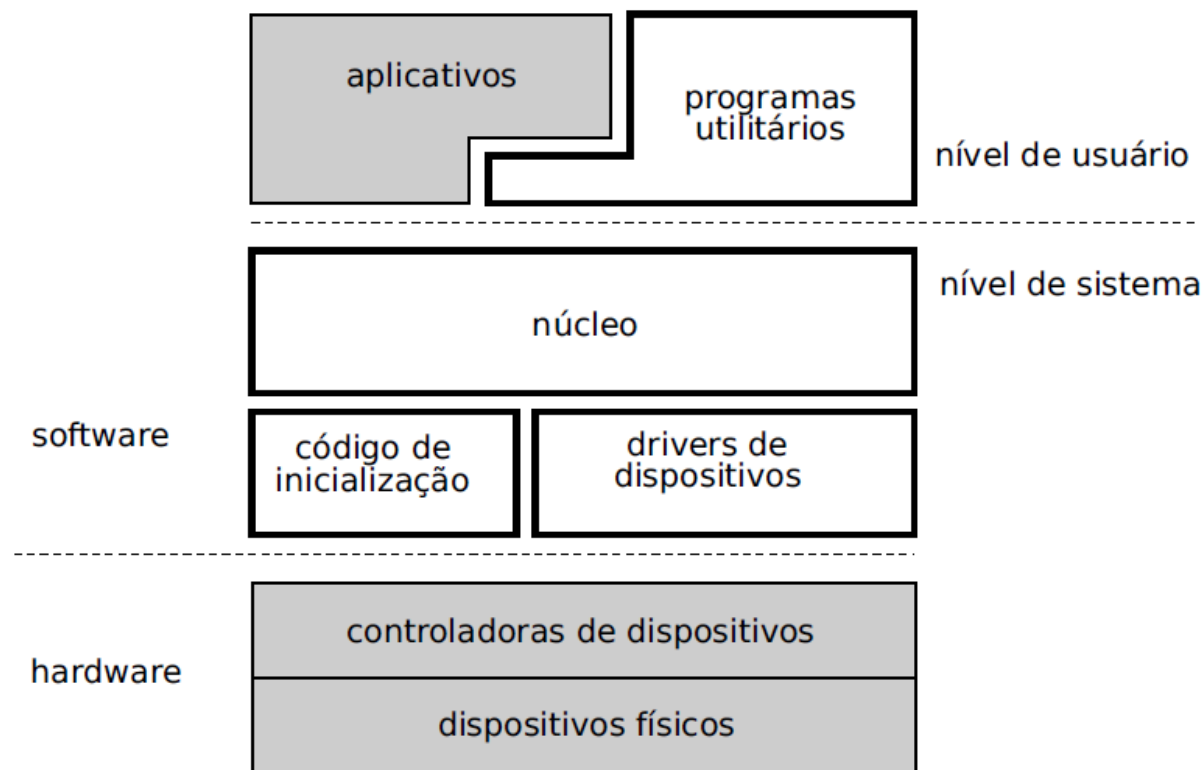 aplicativos
programas
utilitários
nível de usuário
nível de sistema
núcleo
software
código de
inicialização
drivers de
dispositivos
controladoras de dispositivos
hardware
dispositivos físicos